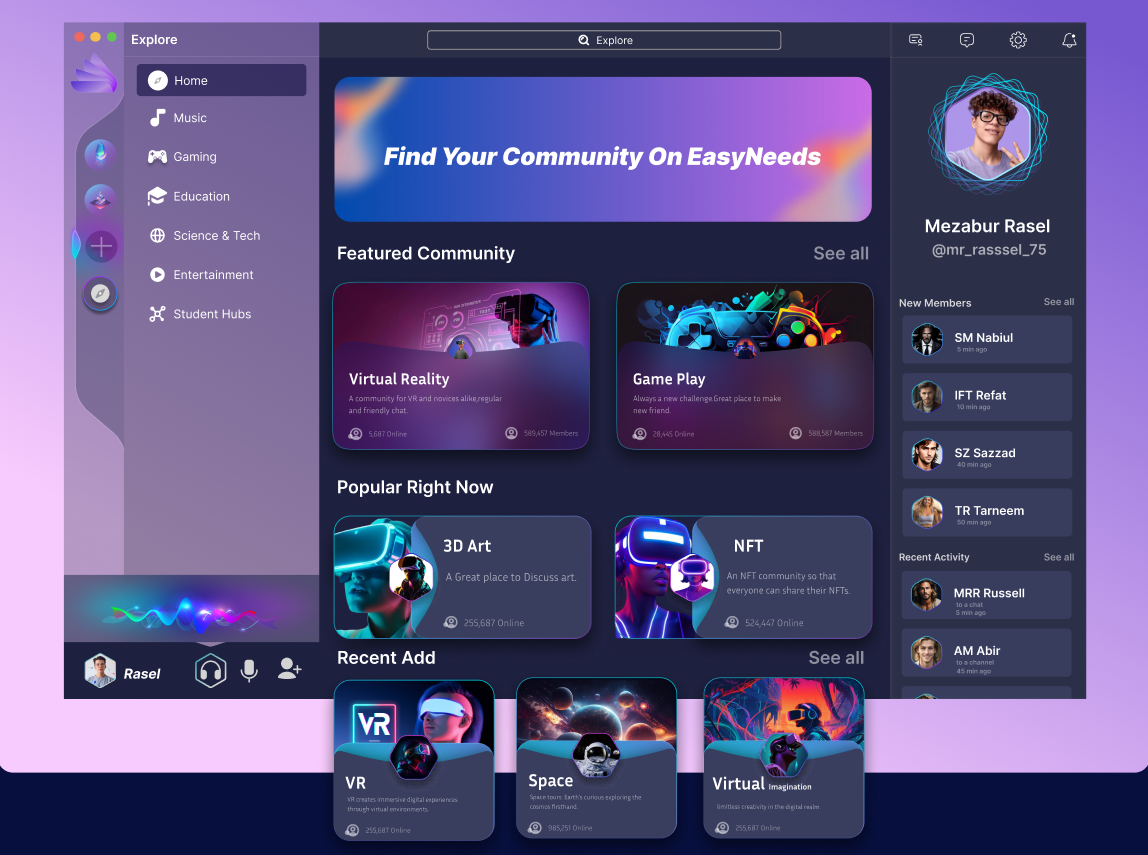 Explore
Home
Music
Gaming
Education
Science & Tech
Entertainment
Student Hubs
Rasel
Explore
Find Your Community On EasyNeeds
Featured Community
See all
Virtual Reality
A community for VR and novices alike,regular
and friendly chat.
5,687 Online
589,457 Members
Game Play
Always a new challenge.Great place to make
new friend.
28,445 Online
588,587 Members
Popular Right Now
3D Art
A Great place to Discuss art.
255,687 Online
NFT
An NFT community so that
everyone can share their NFTs.
524,447 Online
Recent Add
See all
VR
VR
VR creates immersive digital experiences
through virtual environments.
255,687 Online
Space
Space tours: Earth's curious exploring the
cosmos firsthand.
985,251 Online
Virtual Imagination
limitless creativity in the digital realm.
255,687 Online
Mezabur Rasel
@mr_rasssel_75
New Members
See all
SM Nabiul
5 min ago
IFT Refat
10 min ago
SZ Sazzad
40 min ago
TR Tarneem
50 min ago
Recent Activity
See all
MRR Russell
to a chat
5 min ago
AM Abir
to a channel
45 min ago